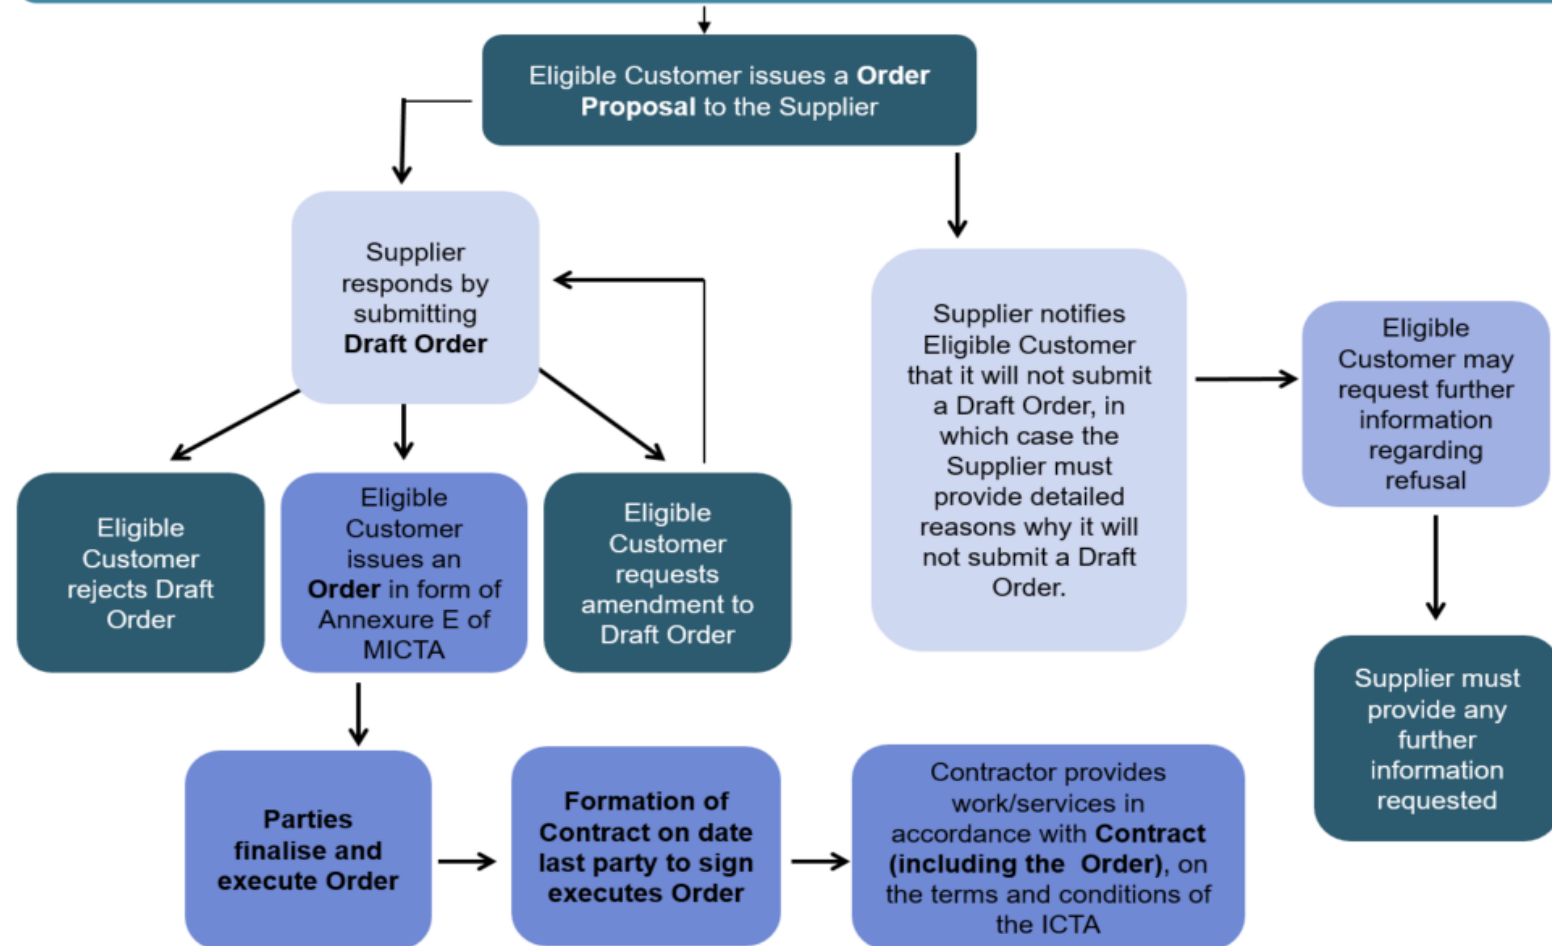 Eligible Customer issues a Order
Proposal to the Supplier
Supplier
responds by
submitting
Draft Order
Supplier notifies
Eligible Customer
that it will not submit
a Draft Order, in
which case the
Supplier must
provide detailed
reasons why it will
not submit a Draft
Order.
Eligible
Customer may
request further
information
regarding
refusal
Eligible
Customer
rejects Draft
Order
Eligible
Customer
issues an
Order in form of
Annexure E of
MICTA
Eligible
Customer
requests
amendment to
Draft Order
Supplier must
provide any
further
information
requested
Parties
finalise and
execute Order
Formation of
Contract on date
last party to sign
executes Order
Contractor provides
work/services in
accordance with Contract
(including the Order), on
the terms and conditions of
the ICTA